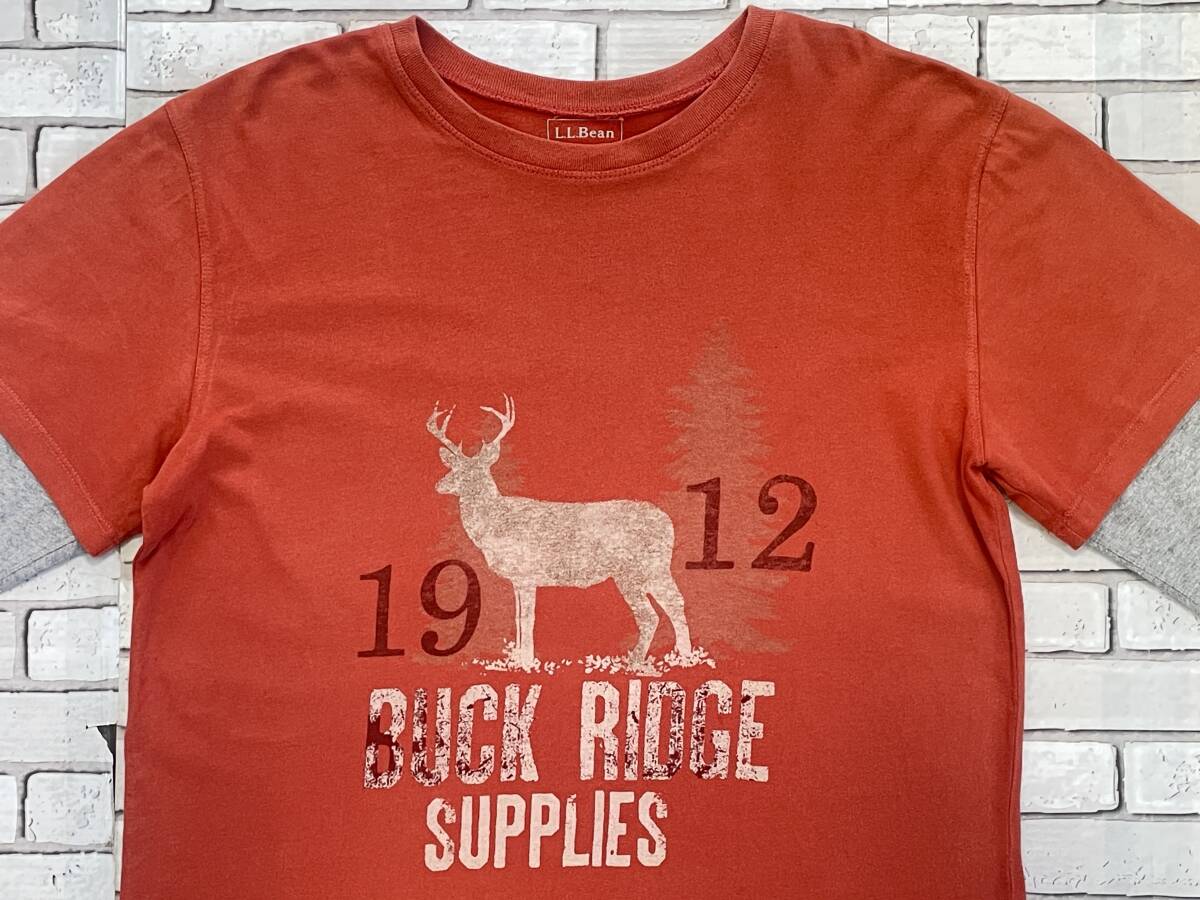 L.L.Bean
19 12
BUCK RIDGE
SUPPLIES